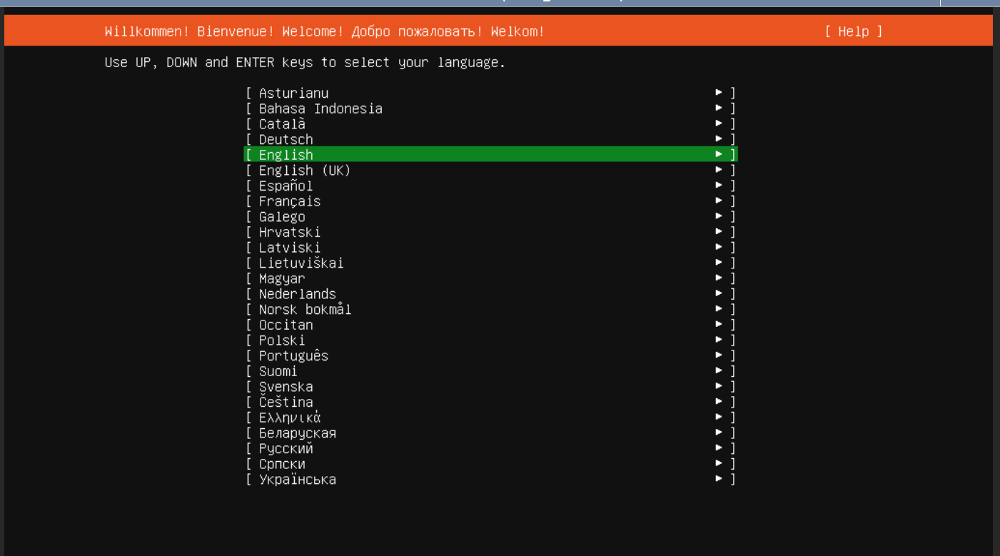 Willkommen! Bienvenue! Welcome! Добро пожаловать! Welkom! [ Help ]
Use UP, DOWN and ENTER keys to select your language.
[ Asturianu ► ]
[ Bahasa Indonesia ► ]
[ Català ► ]
[ Deutsch ► ]
[ English ► ]
[ English (UK) ► ]
[ Español ► ]
[ Français ► ]
[ Galego ► ]
[ Hrvatski ► ]
[ Latviski ► ]
[ Lietuviškai ► ]
[ Magyar ► ]
[ Nederlands ► ]
[ Norsk bokmål ► ]
[ Occitan ► ]
[ Polski ► ]
[ Português ► ]
[ Suomi ► ]
[ Svenska ► ]
[ Čeština ► ]
[ Ελληνικά ► ]
[ Беларуская ► ]
[ Русский ► ]
[ Српски ► ]
[ Українська ► ]